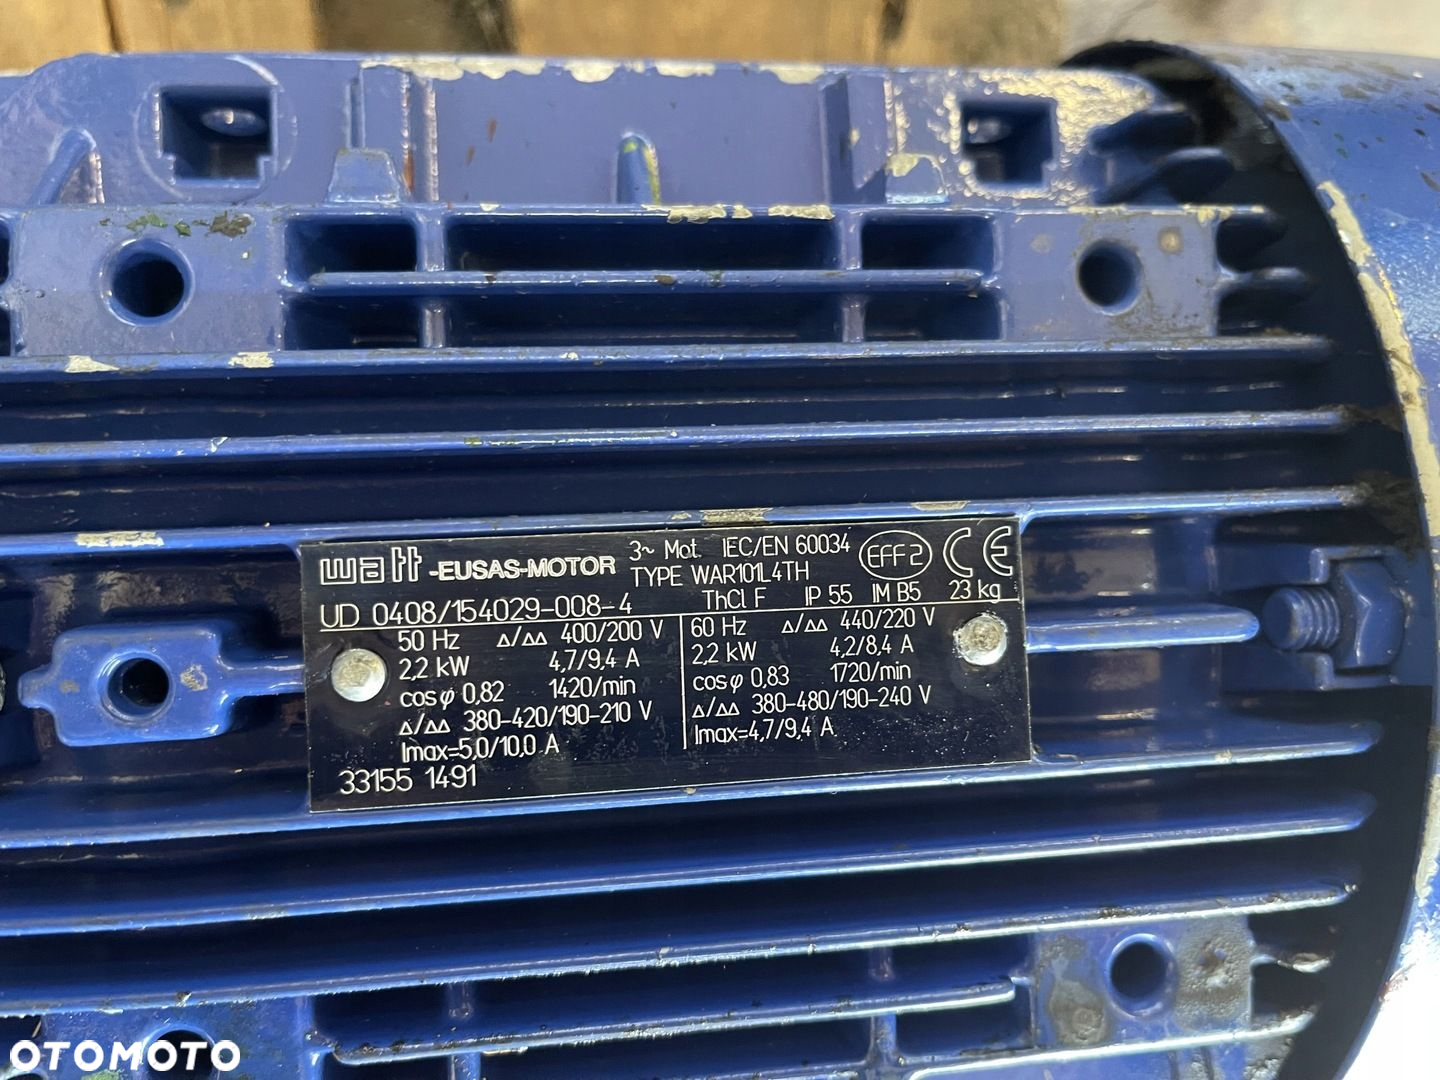 watt -EUSAS-MOTOR 3~ Mot. IEC/EN 60034 EFF2 CE
TYPE WAR101L4TH
UD 0408/154029-008-4 ThCl F IP 55 IM B5 23 kg
50 Hz Δ/ΔΔ 400/200 V
2,2 kW 4,7/9,4 A
cosφ 0,82 1420/min
Δ/ΔΔ 380-420/190-210 V
Imax=5,0/10,0 A
60 Hz Δ/ΔΔ 440/220 V
2,2 kW 4,2/8,4 A
cosφ 0,83 1720/min
Δ/ΔΔ 380-480/190-240 V
Imax=4,7/9,4 A
33155 1491
OTOMOTO